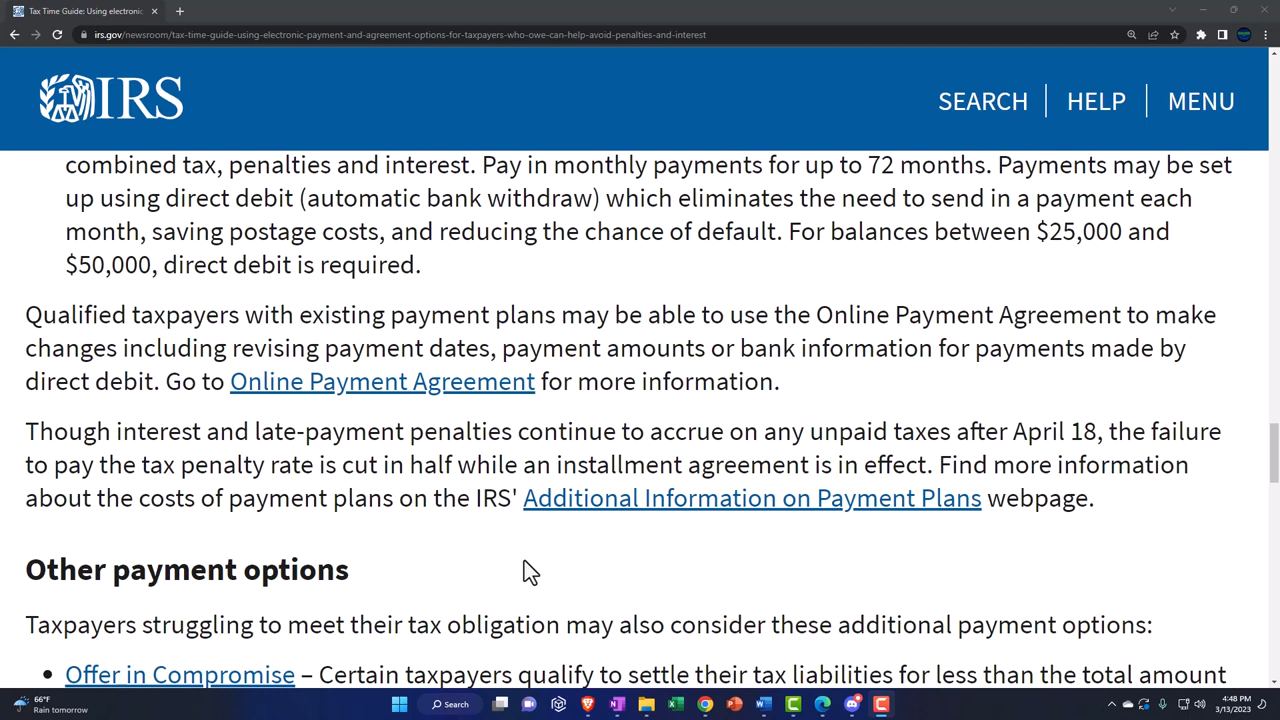 Tax Time Guide: Using electronic
irs.gov/newsroom/tax-time-guide-using-electronic-payment-and-agreement-options-for-taxpayers-who-owe-can-help-avoid-penalties-and-interest
IRS
SEARCH HELP MENU
combined tax, penalties and interest. Pay in monthly payments for up to 72 months. Payments may be set
up using direct debit (automatic bank withdraw) which eliminates the need to send in a payment each
month, saving postage costs, and reducing the chance of default. For balances between $25,000 and
$50,000, direct debit is required.
Qualified taxpayers with existing payment plans may be able to use the Online Payment Agreement to make
changes including revising payment dates, payment amounts or bank information for payments made by
direct debit. Go to Online Payment Agreement for more information.
Though interest and late-payment penalties continue to accrue on any unpaid taxes after April 18, the failure
to pay the tax penalty rate is cut in half while an installment agreement is in effect. Find more information
about the costs of payment plans on the IRS' Additional Information on Payment Plans webpage.
Other payment options
Taxpayers struggling to meet their tax obligation may also consider these additional payment options:
• Offer in Compromise – Certain taxpayers qualify to settle their tax liabilities for less than the total amount
66°F
Rain tomorrow
Search
4:48 PM
3/13/2023